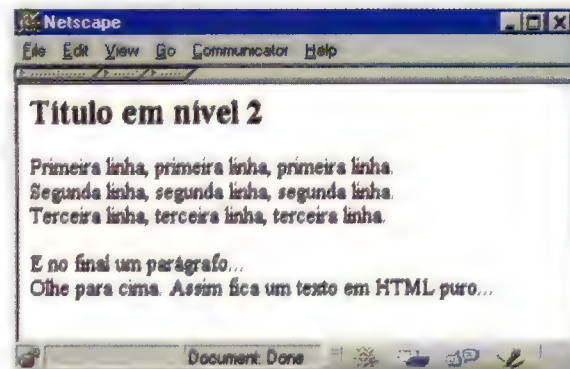 Netscape
File Edit View Go Communicator Help
Título em nível 2
Primeira linha, primeira linha, primeira linha.
Segunda linha, segunda linha, segunda linha.
Terceira linha, terceira linha, terceira linha.
E no final um parágrafo...
Olhe para cima. Assim fica um texto em HTML puro...
Document: Done